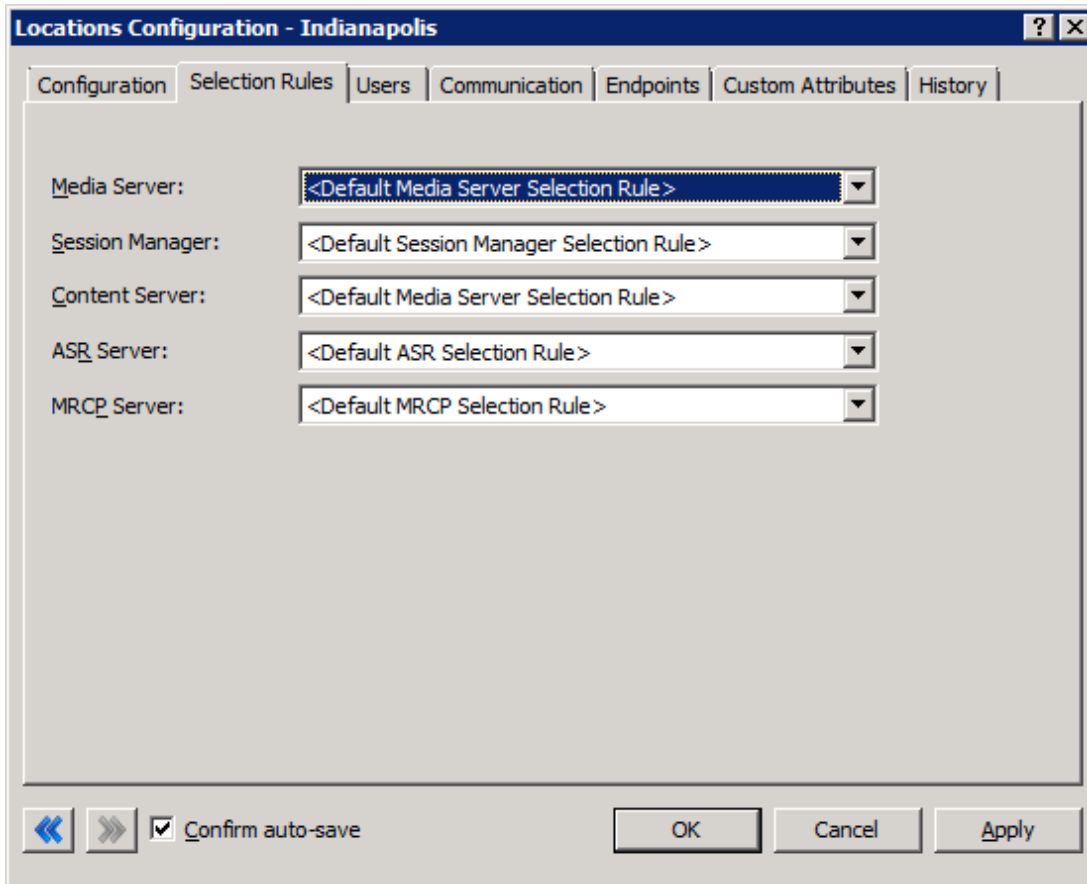 Locations Configuration - Indianapolis ? X
Configuration Selection Rules Users Communication Endpoints Custom Attributes History
Media Server: <Default Media Server Selection Rule>
Session Manager: <Default Session Manager Selection Rule>
Content Server: <Default Media Server Selection Rule>
ASR Server: <Default ASR Selection Rule>
MRCP Server: <Default MRCP Selection Rule>
Confirm auto-save OK Cancel Apply